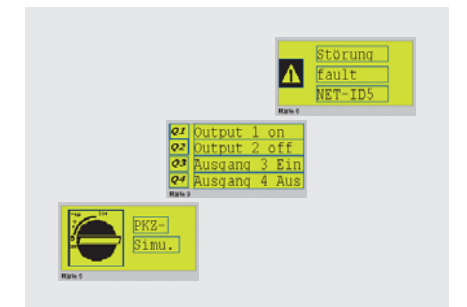 Störung
fault
NET-ID5
Q1 Output 1 on
Q2 Output 2 off
Q3 Ausgang 3 Ein
Q4 Ausgang 4 Aus
PKZ-
Simu.